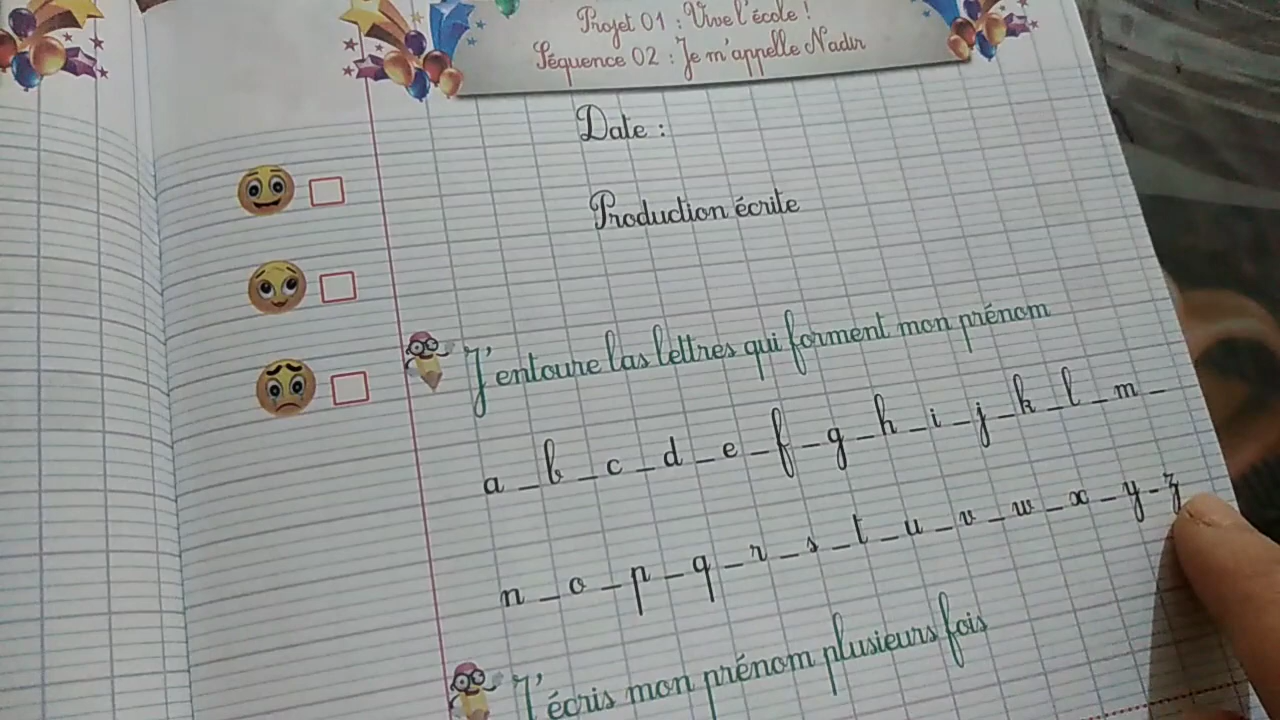 Projet 01 : Vive l'école !
Séquence 02 : Je m'appelle Nadir
Date :
Production écrite
J'entoure las lettres qui forment mon prénom
a _ b _ c _ d _ e _ f _ g _ h _ i _ j _ k _ l _ m _
n _ o _ p _ q _ r _ s _ t _ u _ v _ w _ x _ y _ z
J'écris mon prénom plusieurs fois